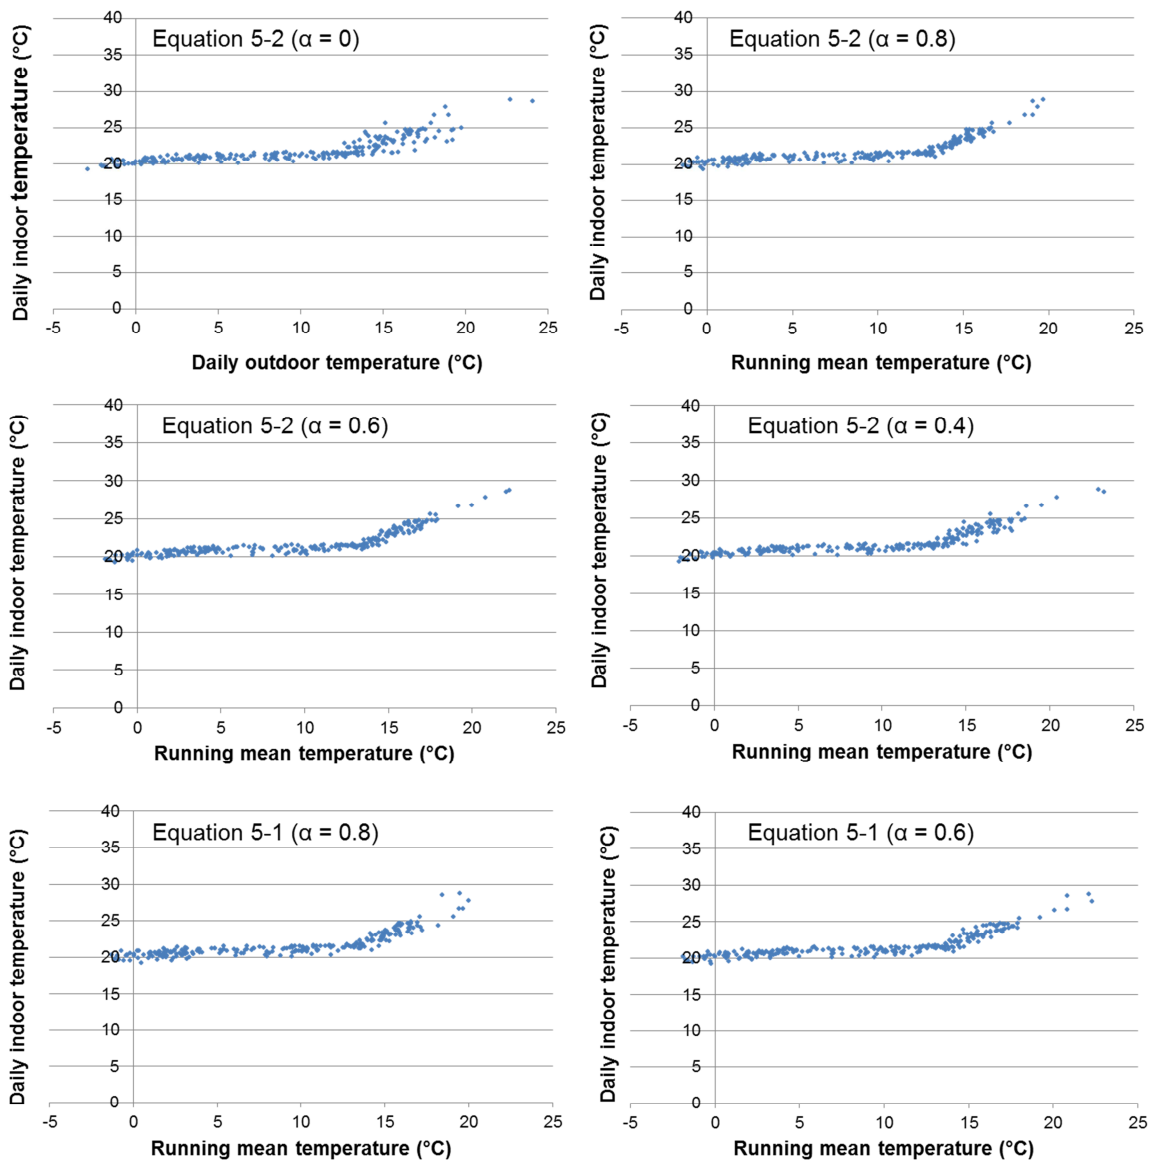 Equation 5-2 (α = 0)
Daily indoor temperature (°C)
40
35
30
25
20
15
10
5
0
-5 0 5 10 15 20 25
Daily outdoor temperature (°C)
Equation 5-2 (α = 0.8)
Daily indoor temperature (°C)
40
35
30
25
20
15
10
5
0
-5 0 5 10 15 20 25
Running mean temperature (°C)
Equation 5-2 (α = 0.6)
Daily indoor temperature (°C)
40
35
30
25
20
15
10
5
0
-5 0 5 10 15 20 25
Running mean temperature (°C)
Equation 5-2 (α = 0.4)
Daily indoor temperature (°C)
40
35
30
25
20
15
10
5
0
-5 0 5 10 15 20 25
Running mean temperature (°C)
Equation 5-1 (α = 0.8)
Daily indoor temperature (°C)
40
35
30
25
20
15
10
5
0
-5 0 5 10 15 20 25
Running mean temperature (°C)
Equation 5-1 (α = 0.6)
Daily indoor temperature (°C)
40
35
30
25
20
15
10
5
0
-5 0 5 10 15 20 25
Running mean temperature (°C)